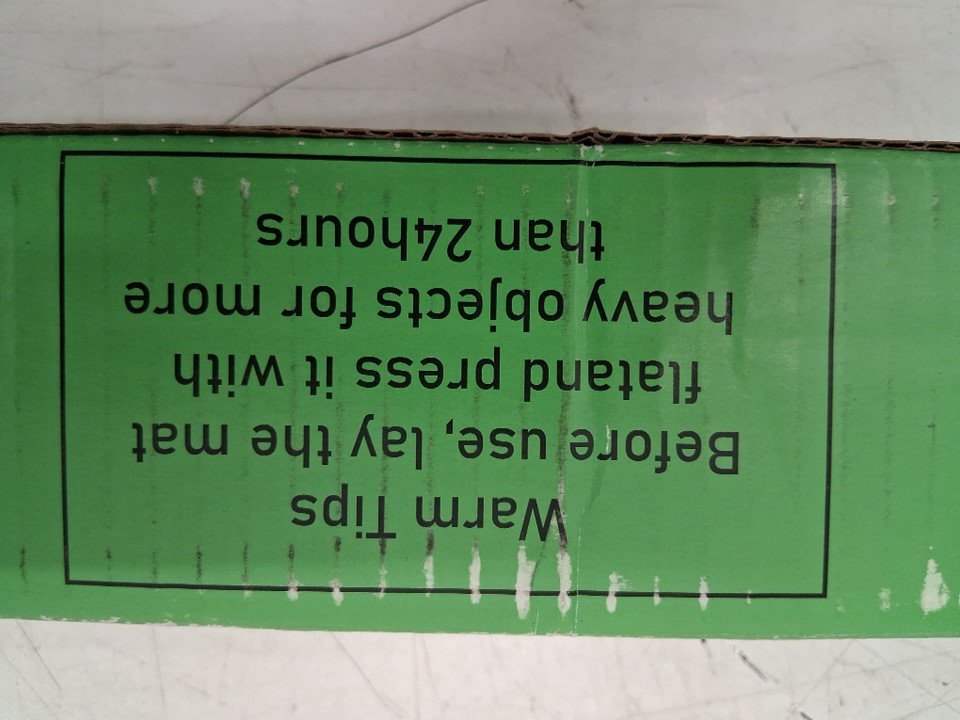 Warm Tips
Before use, lay the mat
flatand press it with
heavy objects for more
than 24hours